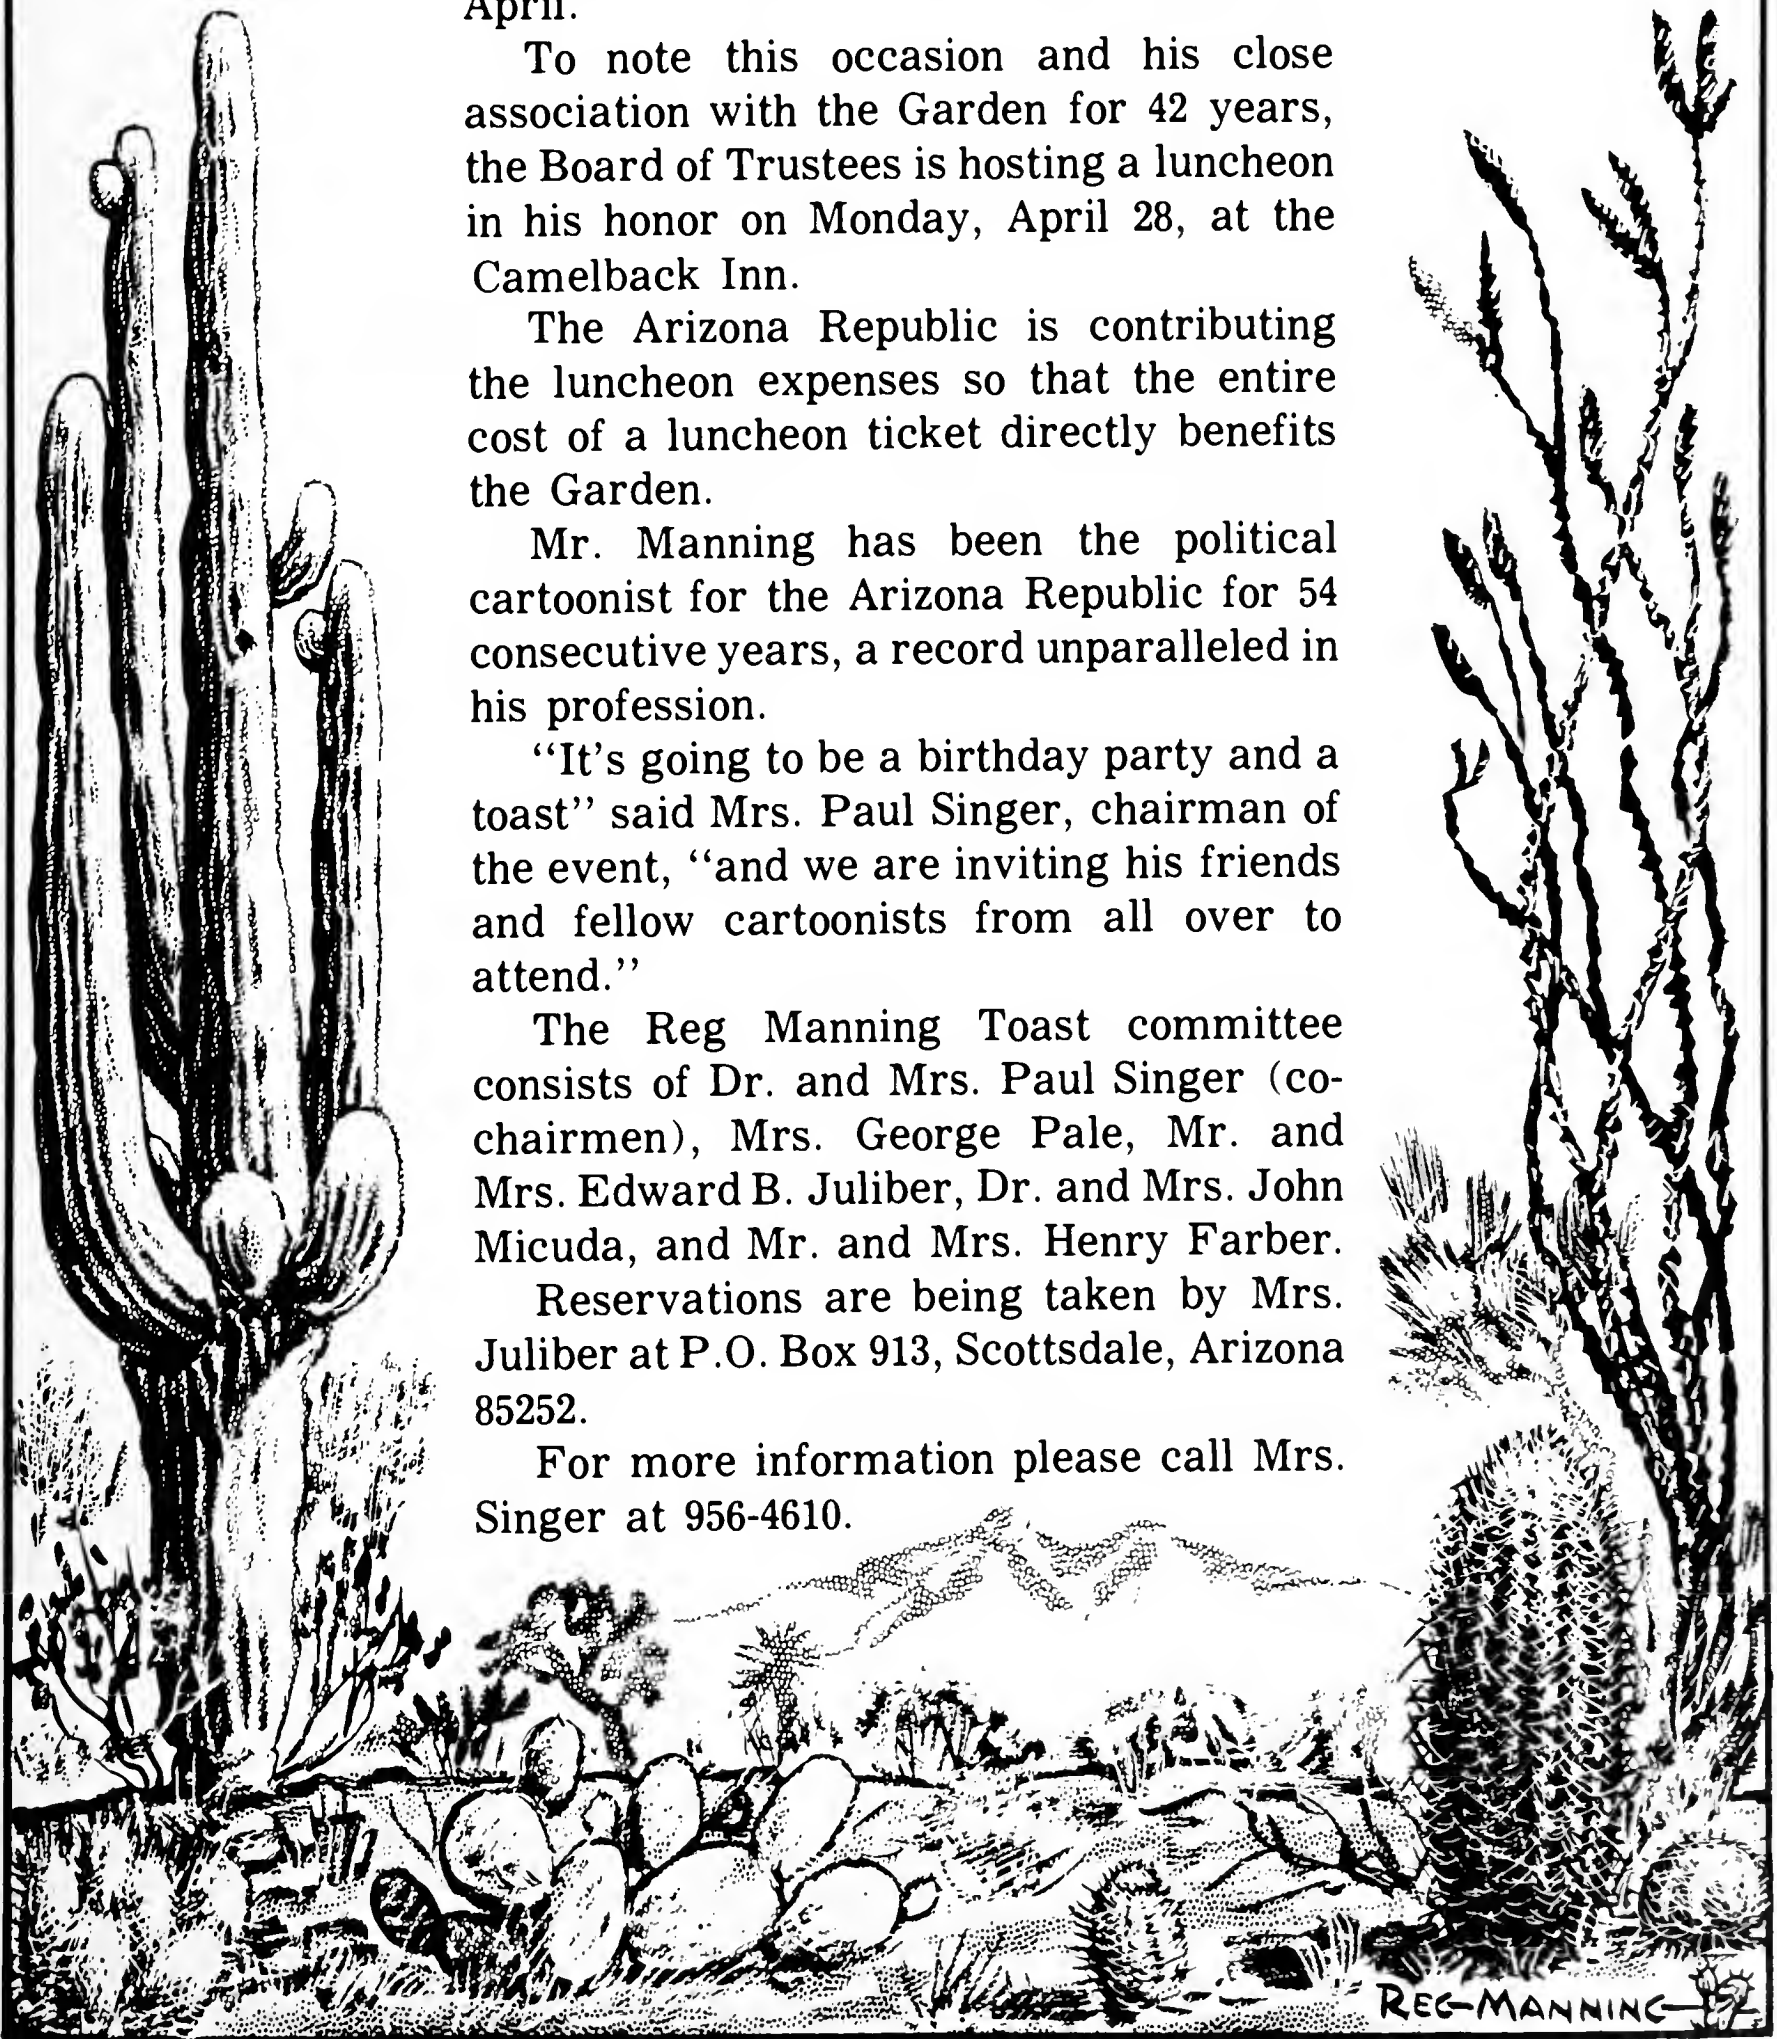 April.
To note this occasion and his close
association with the Garden for 42 years,
the Board of Trustees is hosting a luncheon
in his honor on Monday, April 28, at the
Camelback Inn.
The Arizona Republic is contributing
the luncheon expenses so that the entire
cost of a luncheon ticket directly benefits
the Garden.
Mr. Manning has been the political
cartoonist for the Arizona Republic for 54
consecutive years, a record unparalleled in
his profession.
“It’s going to be a birthday party and a
toast” said Mrs. Paul Singer, chairman of
the event, “and we are inviting his friends
and fellow cartoonists from all over to
attend.”
The Reg Manning Toast committee
consists of Dr. and Mrs. Paul Singer (co-
chairmen), Mrs. George Pale, Mr. and
Mrs. Edward B. Juliber, Dr. and Mrs. John
Micuda, and Mr. and Mrs. Henry Farber.
Reservations are being taken by Mrs.
Juliber at P.O. Box 913, Scottsdale, Arizona
85252.
For more information please call Mrs.
Singer at 956-4610.
REG MANNING